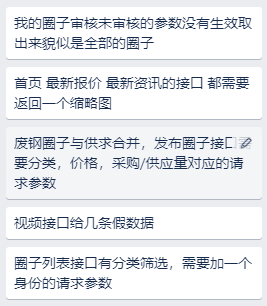 我的圈子审核未审核的参数没有生效取
出来貌似是全部的圈子
首页 最新报价 最新资讯的接口 都需要
返回一个缩略图
废钢圈子与供求合并，发布圈子接口需
要分类，价格，采购/供应量对应的请
求参数
视频接口给几条假数据
圈子列表接口有分类筛选，需要加一个
身份的请求参数